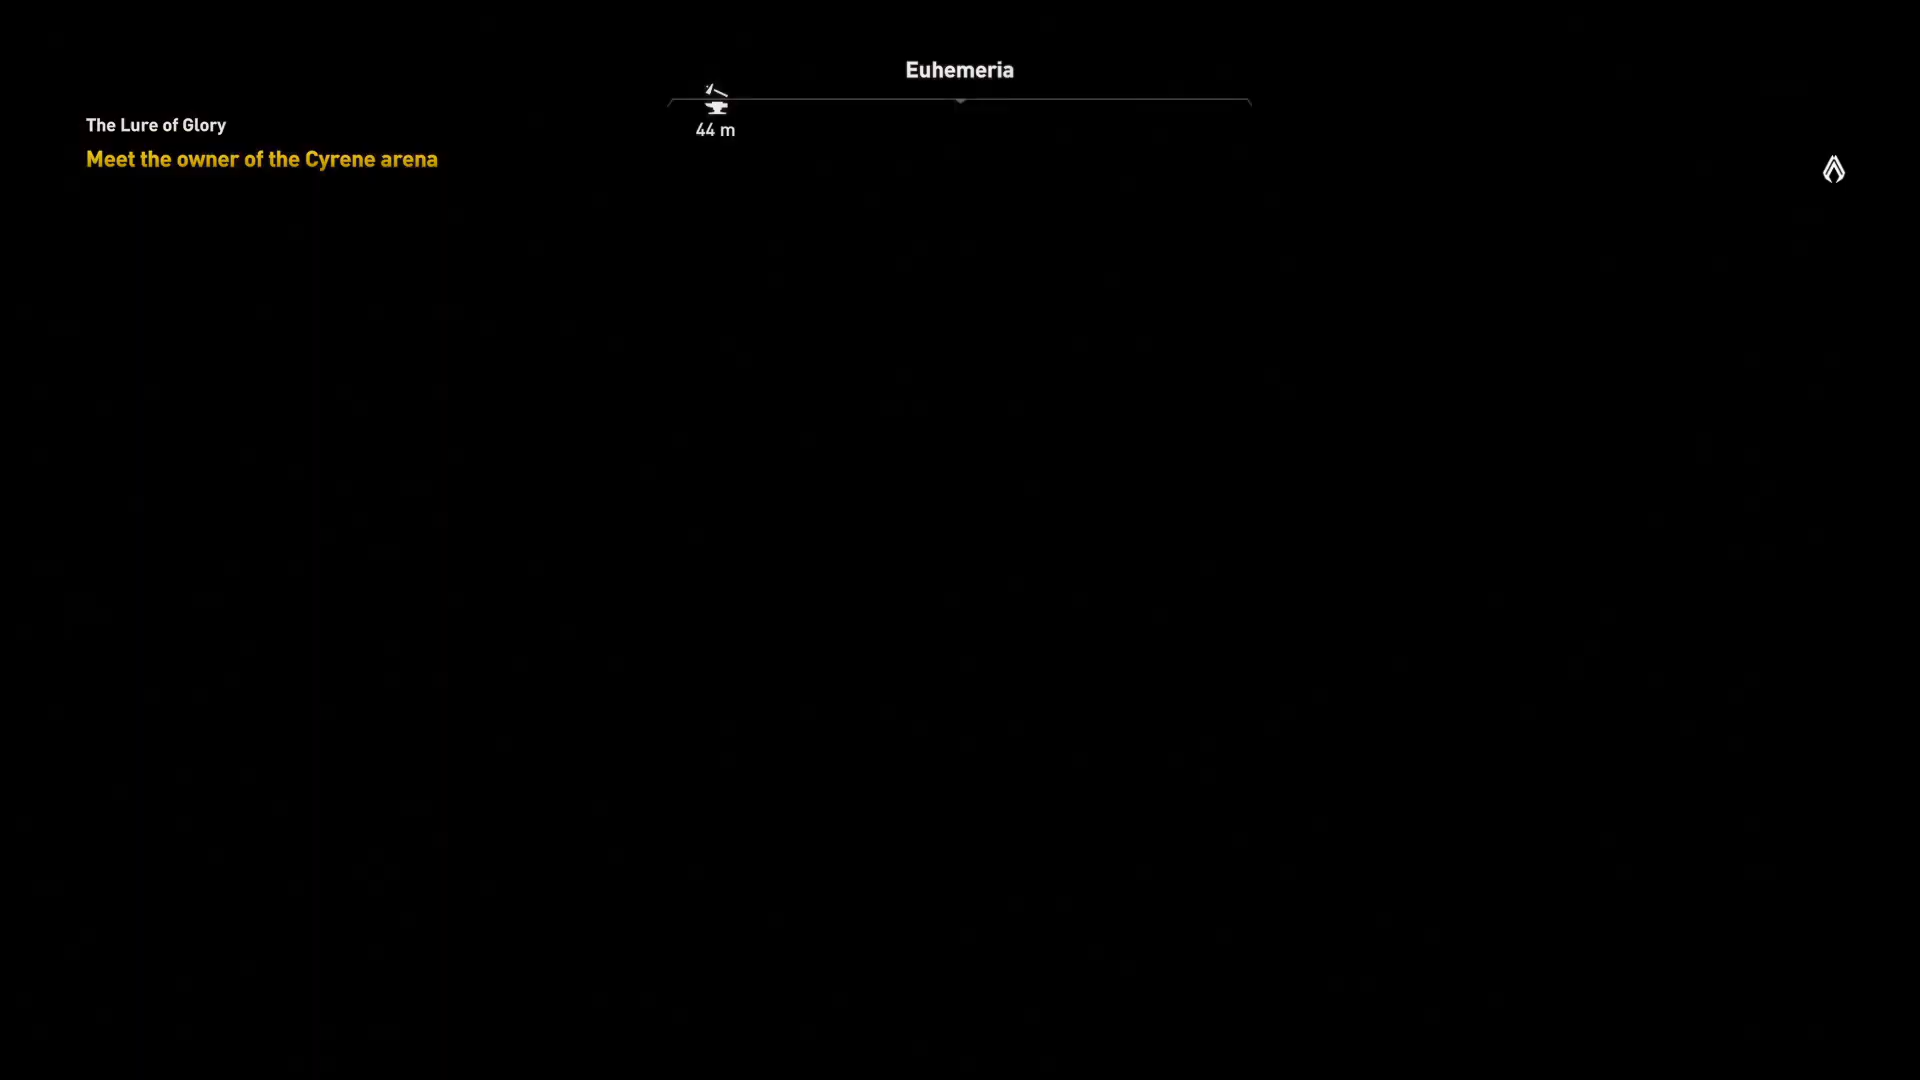 Euhemeria
44 m
The Lure of Glory
Meet the owner of the Cyrene arena